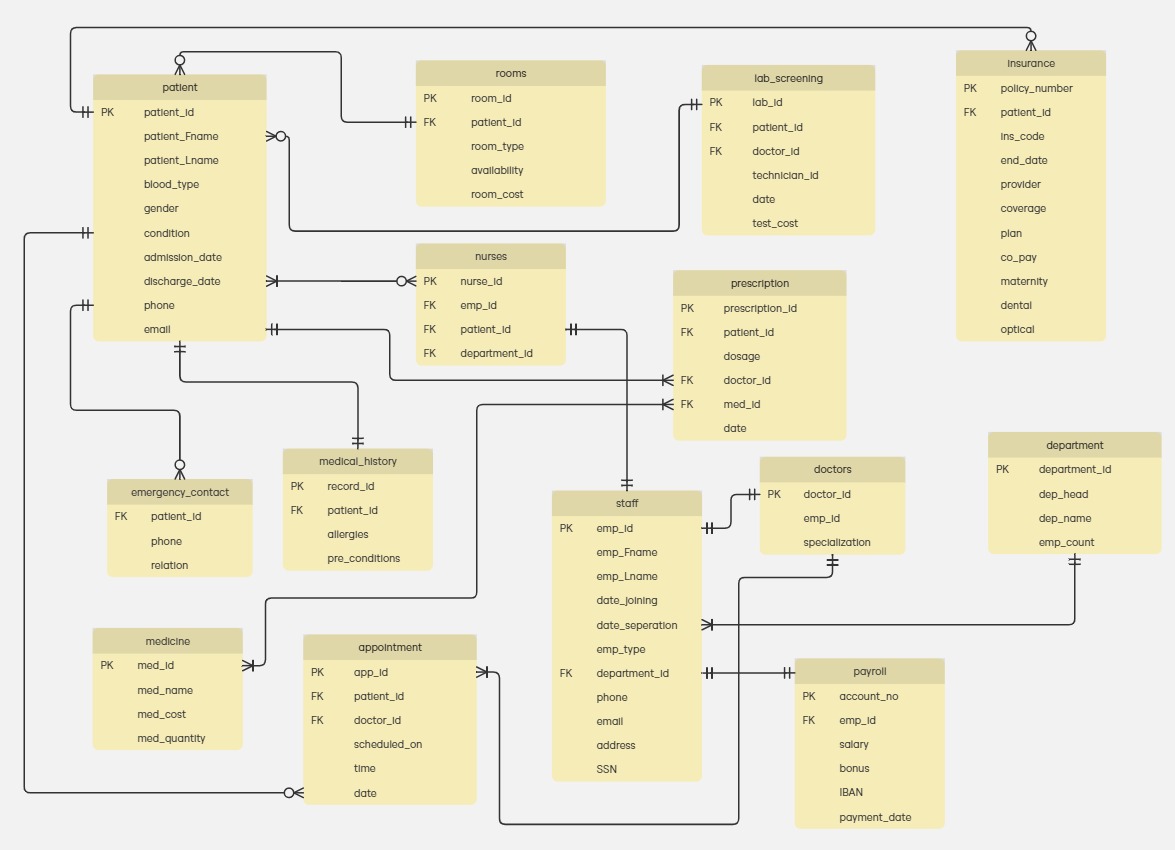 patient
PK patient_id
patient_Fname
patient_Lname
blood_type
gender
condition
admission_date
discharge_date
phone
email
rooms
PK room_id
FK patient_id
room_type
availability
room_cost
lab_screening
PK lab_id
FK patient_id
FK doctor_id
technician_id
date
test_cost
insurance
PK policy_number
FK patient_id
ins_code
end_date
provider
coverage
plan
co_pay
maternity
dental
optical
nurses
PK nurse_id
FK emp_id
FK patient_id
FK department_id
prescription
PK prescription_id
FK patient_id
dosage
FK doctor_id
FK med_id
date
emergency_contact
FK patient_id
phone
relation
medical_history
PK record_id
FK patient_id
allergies
pre_conditions
staff
PK emp_id
emp_Fname
emp_Lname
date_joining
date_seperation
emp_type
FK department_id
phone
email
address
SSN
doctors
PK doctor_id
emp_id
specialization
department
PK department_id
dep_head
dep_name
emp_count
medicine
PK med_id
med_name
med_cost
med_quantity
appointment
PK app_id
FK patient_id
FK doctor_id
scheduled_on
time
date
payroll
PK account_no
FK emp_id
salary
bonus
IBAN
payment_date